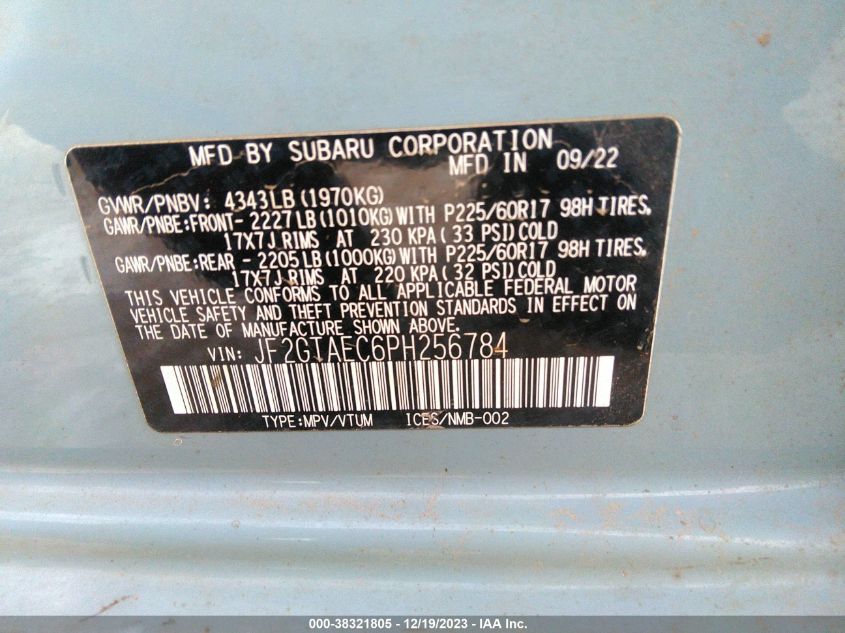 MFD BY SUBARU CORPORATION
MFD IN 09/22
GVWR/PNBV: 4343LB(1970KG)
GAWR/PNBE:FRONT- 2227LB(1010KG)WITH P225/60R17 98H TIRES,
17X7J RIMS AT 230 KPA( 33 PSI)COLD
GAWR/PNBE:REAR - 2205LB(1000KG)WITH P225/60R17 98H TIRES,
17X7J RIMS AT 220 KPA( 32 PSI)COLD
THIS VEHICLE CONFORMS TO ALL APPLICABLE FEDERAL MOTOR
VEHICLE SAFETY AND THEFT PREVENTION STANDARDS IN EFFECT ON
THE DATE OF MANUFACTURE SHOWN ABOVE.
VIN: JF2GTAEC6PH256784
TYPE:MPV/VTUM ICES/NMB-002
000-38321805 - 12/19/2023 - IAA Inc.